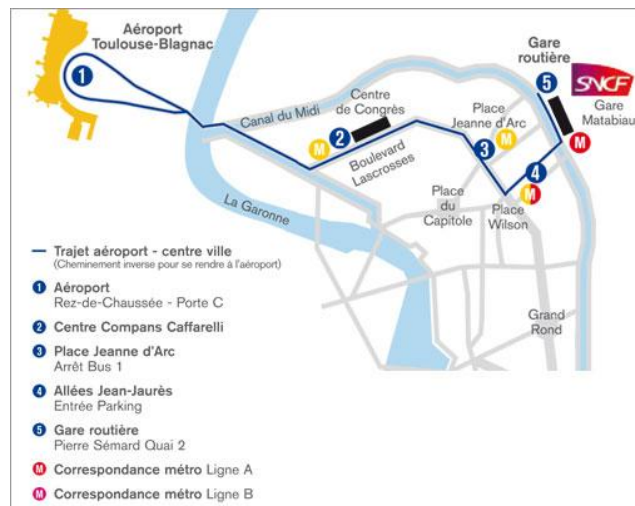 Aéroport
Toulouse-Blagnac
1
Canal du Midi
Centre
de Congrès
M 2
Boulevard
Lascrosses
Place
Jeanne d'Arc
M
3
Gare
routière
5
SNCF
Gare
Matabiau
M
4
M
Place
Wilson
Place
du
Capitole
La Garonne
Grand
Rond
Trajet aéroport - centre ville
(Cheminement inverse pour se rendre à l'aéroport)
1 Aéroport
Rez-de-Chaussée - Porte C
2 Centre Compans Caffarelli
3 Place Jeanne d'Arc
Arrêt Bus 1
4 Allées Jean-Jaurès
Entrée Parking
5 Gare routière
Pierre Sémard Quai 2
M Correspondance métro Ligne A
M Correspondance métro Ligne B